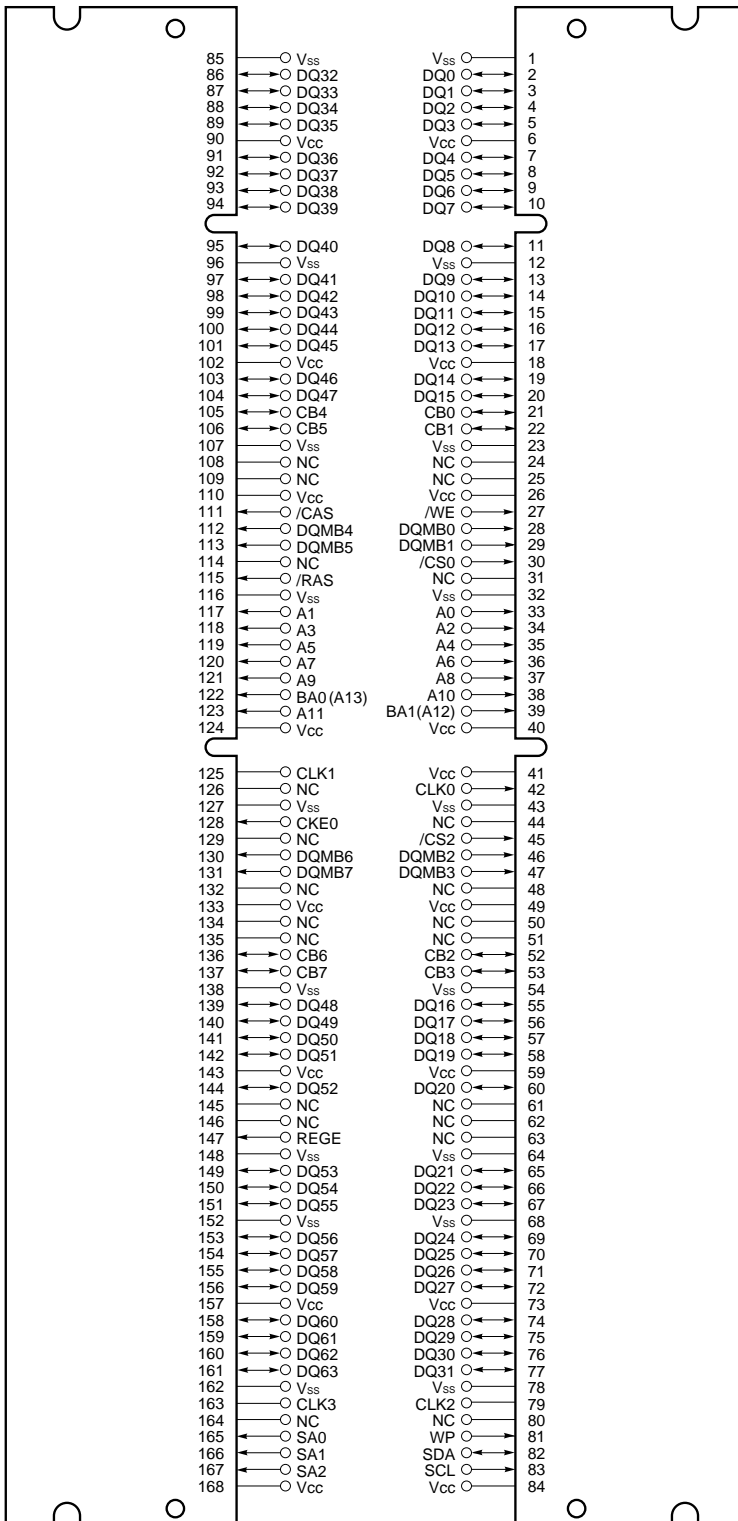 85 Vss Vss 1
86 DQ32 DQ0 2
87 DQ33 DQ1 3
88 DQ34 DQ2 4
89 DQ35 DQ3 5
90 Vcc Vcc 6
91 DQ36 DQ4 7
92 DQ37 DQ5 8
93 DQ38 DQ6 9
94 DQ39 DQ7 10
95 DQ40 DQ8 11
96 Vss Vss 12
97 DQ41 DQ9 13
98 DQ42 DQ10 14
99 DQ43 DQ11 15
100 DQ44 DQ12 16
101 DQ45 DQ13 17
102 Vcc Vcc 18
103 DQ46 DQ14 19
104 DQ47 DQ15 20
105 CB4 CB0 21
106 CB5 CB1 22
107 Vss Vss 23
108 NC NC 24
109 NC NC 25
110 Vcc Vcc 26
111 /CAS /WE 27
112 DQMB4 DQMB0 28
113 DQMB5 DQMB1 29
114 NC /CS0 30
115 /RAS NC 31
116 Vss Vss 32
117 A1 A0 33
118 A3 A2 34
119 A5 A4 35
120 A7 A6 36
121 A9 A8 37
122 BA0 (A13) A10 38
123 A11 BA1(A12) 39
124 Vcc Vcc 40
125 CLK1 Vcc 41
126 NC CLK0 42
127 Vss Vss 43
128 CKE0 NC 44
129 NC /CS2 45
130 DQMB6 DQMB2 46
131 DQMB7 DQMB3 47
132 NC NC 48
133 Vcc Vcc 49
134 NC NC 50
135 NC NC 51
136 CB6 CB2 52
137 CB7 CB3 53
138 Vss Vss 54
139 DQ48 DQ16 55
140 DQ49 DQ17 56
141 DQ50 DQ18 57
142 DQ51 DQ19 58
143 Vcc Vcc 59
144 DQ52 DQ20 60
145 NC NC 61
146 NC NC 62
147 REGE NC 63
148 Vss Vss 64
149 DQ53 DQ21 65
150 DQ54 DQ22 66
151 DQ55 DQ23 67
152 Vss Vss 68
153 DQ56 DQ24 69
154 DQ57 DQ25 70
155 DQ58 DQ26 71
156 DQ59 DQ27 72
157 Vcc Vcc 73
158 DQ60 DQ28 74
159 DQ61 DQ29 75
160 DQ62 DQ30 76
161 DQ63 DQ31 77
162 Vss Vss 78
163 CLK3 CLK2 79
164 NC NC 80
165 SA0 WP 81
166 SA1 SDA 82
167 SA2 SCL 83
168 Vcc Vcc 84